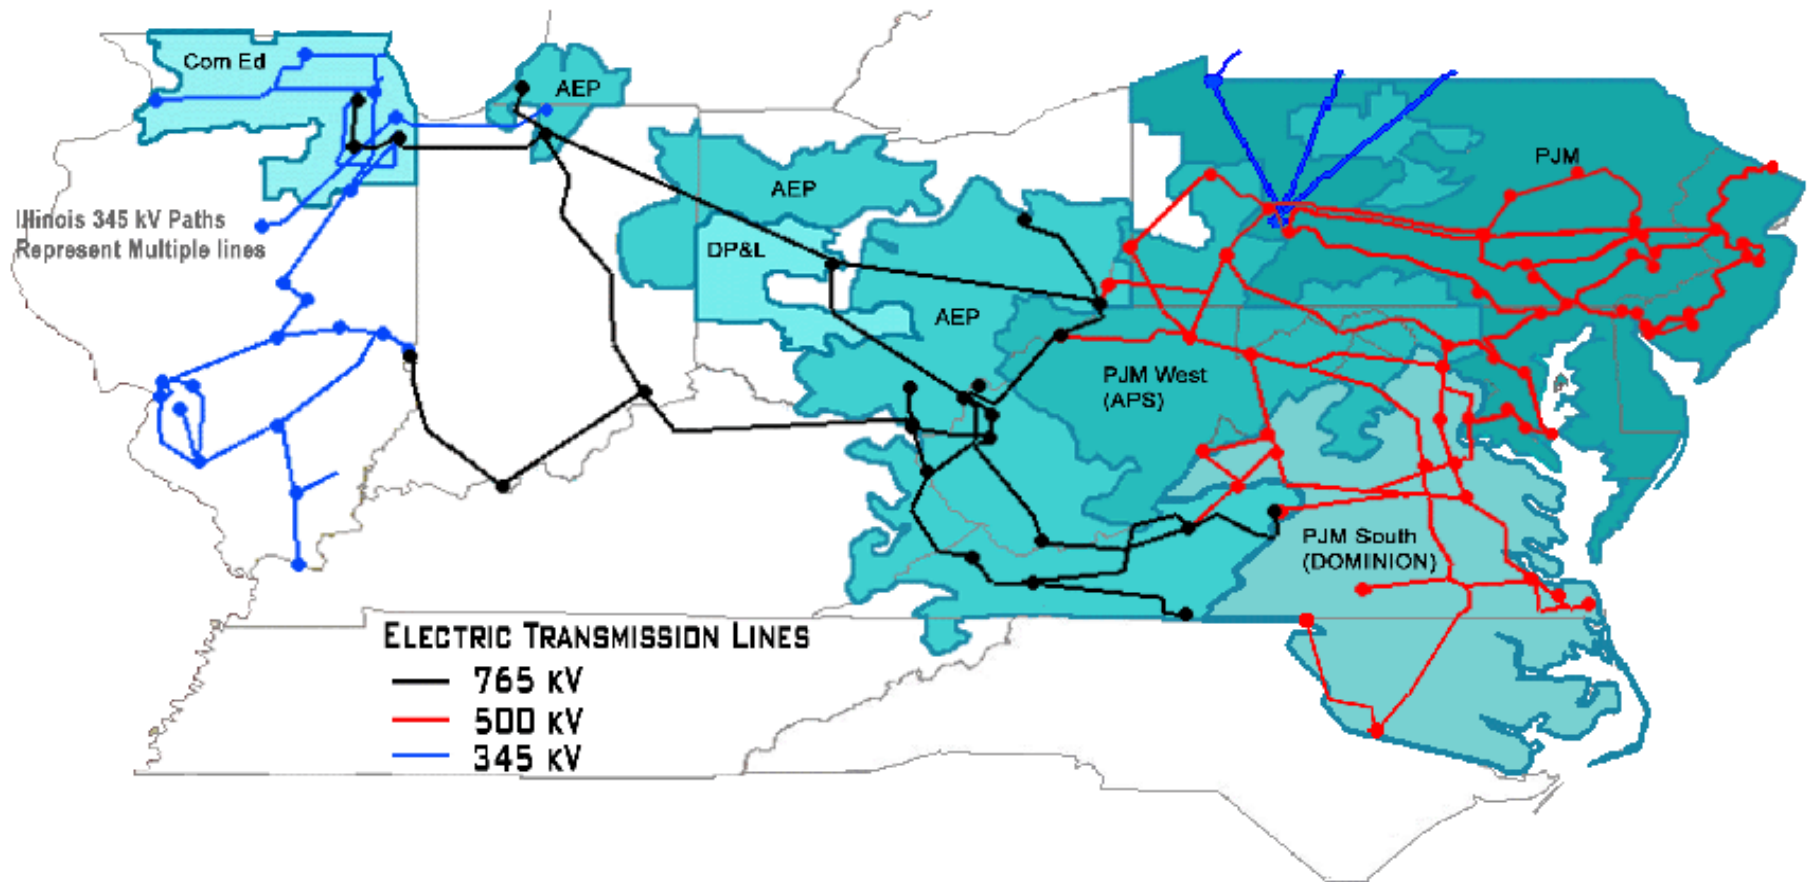 Com Ed
AEP
PJM
AEP
Illinois 345 kV Paths
Represent Multiple lines
DP&L
AEP
PJM West
(APS)
PJM South
(DOMINION)
ELECTRIC TRANSMISSION LINES
765 KV
500 KV
345 KV